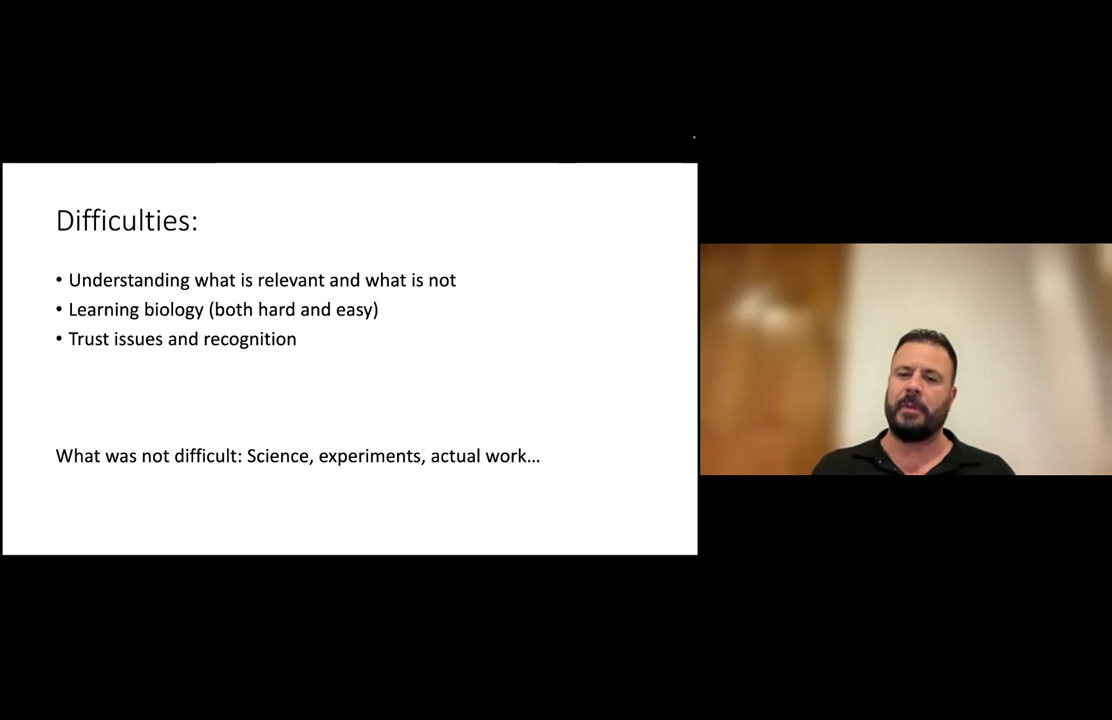 Difficulties:
• Understanding what is relevant and what is not
• Learning biology (both hard and easy)
• Trust issues and recognition
What was not difficult: Science, experiments, actual work…